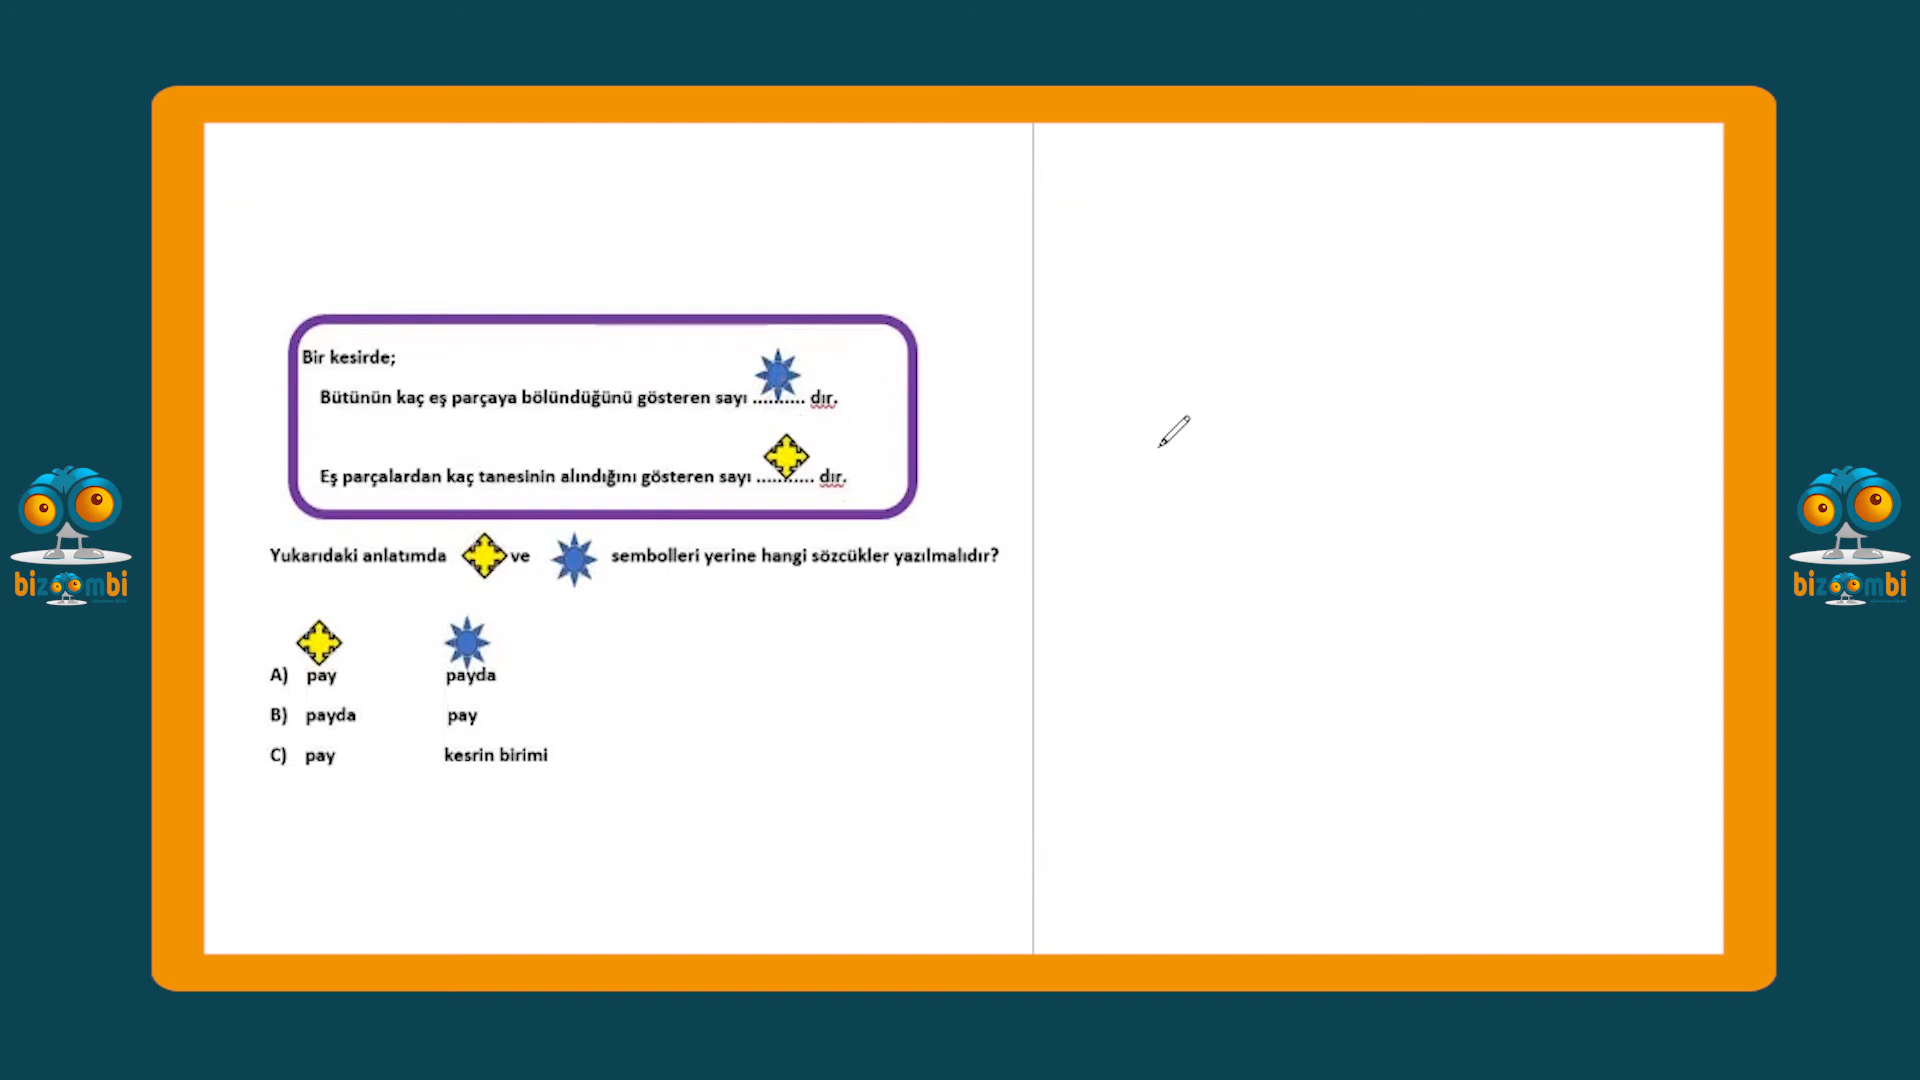 Bir kesirde;
Bütünün kaç eş parçaya bölündüğünü gösteren sayı .......... dır.
Eş parçalardan kaç tanesinin alındığını gösteren sayı ........... dır.
Yukarıdaki anlatımda ve sembolleri yerine hangi sözcükler yazılmalıdır?
A) pay payda
B) payda pay
C) pay kesrin birimi
bizoombi
bizoombi